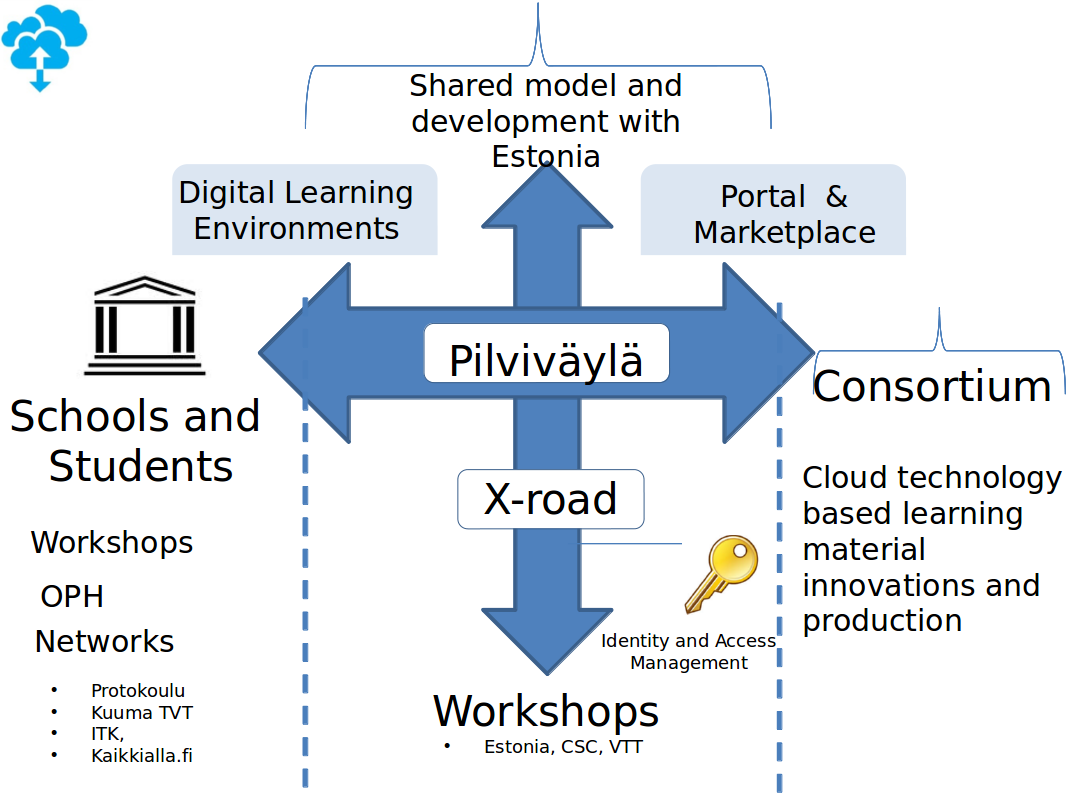 Shared model and
development with
Estonia
Digital Learning
Environments
Portal &
Marketplace
Pilviväylä
Consortium
Schools and
Students
X-road
Cloud technology
based learning
material
innovations and
production
Workshops
OPH
Networks
Identity and Access
Management
• Protokoulu
• Kuuma TVT
• ITK,
• Kaikkialla.fi
Workshops
• Estonia, CSC, VTT